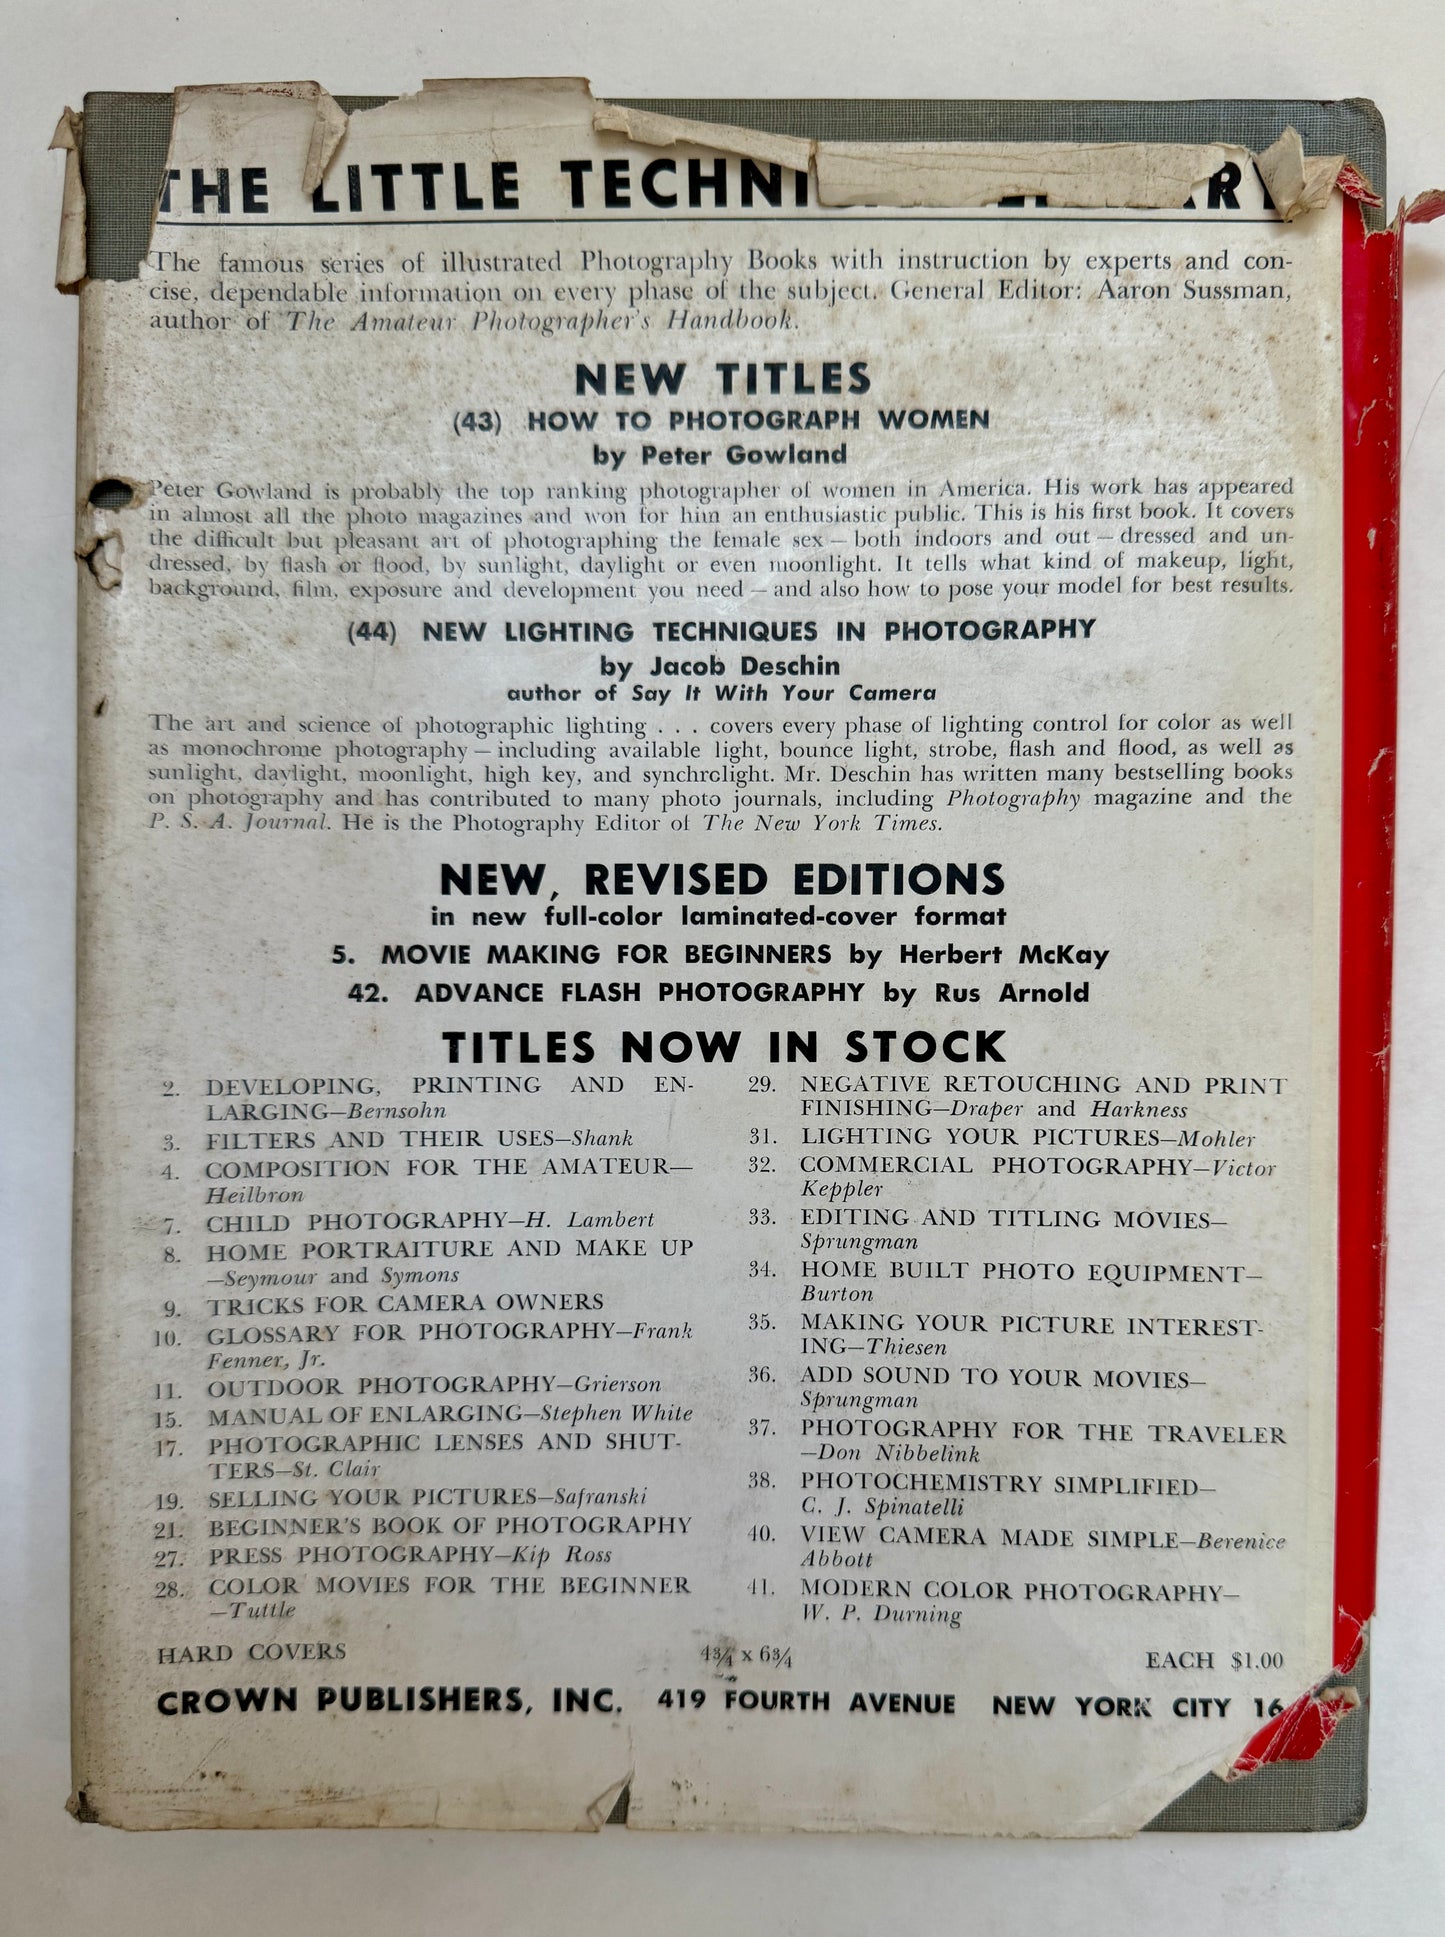 THE LITTLE
The famous series of illustrated Photography Books with instruction by experts and con-
cise, dependable information on every phase of the subject. General Editor: Aaron Sussman,
author of The Amateur Photographer's Handbook.
NEW TITLES
(43) HOW TO PHOTOGRAPH WOMEN
by Peter Gowland
Peter Gowland is probably the top ranking photographer of women in America. His work has appeared
in almost all the photo magazines and won for him an enthusiastic public. This is his first book. It covers
the difficult but pleasant art of photographing the female sex — both indoors and out — dressed and un-
dressed, by flash or flood, by sunlight, daylight or even moonlight. It tells what kind of makeup, light,
background, film, exposure and development you need — and also how to pose your model for best results.
(44) NEW LIGHTING TECHNIQUES IN PHOTOGRAPHY
by Jacob Deschin
author of Say It With Your Camera
The art and science of photographic lighting . . . covers every phase of lighting control for color as well
as monochrome photography — including available light, bounce light, strobe, flash and flood, as well as
sunlight, daylight, moonlight, high key, and synchrolight. Mr. Deschin has written many bestselling books
on photography and has contributed to many photo journals, including Photography magazine and the
P. S. A. Journal. He is the Photography Editor of The New York Times.
NEW, REVISED EDITIONS
in new full-color laminated-cover format
5. MOVIE MAKING FOR BEGINNERS by Herbert McKay
42. ADVANCE FLASH PHOTOGRAPHY by Rus Arnold
TITLES NOW IN STOCK
2. DEVELOPING, PRINTING AND EN-
LARGING—Bernsohn
3. FILTERS AND THEIR USES—Shank
4. COMPOSITION FOR THE AMATEUR—
Heilbron
7. CHILD PHOTOGRAPHY—H. Lambert
8. HOME PORTRAITURE AND MAKE UP
—Seymour and Symons
9. TRICKS FOR CAMERA OWNERS
10. GLOSSARY FOR PHOTOGRAPHY—Frank
Fenner, Jr.
11. OUTDOOR PHOTOGRAPHY—Grierson
15. MANUAL OF ENLARGING—Stephen White
17. PHOTOGRAPHIC LENSES AND SHUT-
TERS—St. Clair
19. SELLING YOUR PICTURES—Safranski
21. BEGINNER'S BOOK OF PHOTOGRAPHY
27. PRESS PHOTOGRAPHY—Kip Ross
28. COLOR MOVIES FOR THE BEGINNER
—Tuttle
29. NEGATIVE RETOUCHING AND PRINT
FINISHING—Draper and Harkness
31. LIGHTING YOUR PICTURES—Mohler
32. COMMERCIAL PHOTOGRAPHY—Victor
Keppler
33. EDITING AND TITLING MOVIES—
Sprungman
34. HOME BUILT PHOTO EQUIPMENT—
Burton
35. MAKING YOUR PICTURE INTEREST-
ING—Thiesen
36. ADD SOUND TO YOUR MOVIES—
Sprungman
37. PHOTOGRAPHY FOR THE TRAVELER
—Don Nibbelink
38. PHOTOCHEMISTRY SIMPLIFIED—
C. J. Spinatelli
40. VIEW CAMERA MADE SIMPLE—Berenice
Abbott
41. MODERN COLOR PHOTOGRAPHY—
W. P. Durning
HARD COVERS 4¾ x 6¾ EACH $1.00
CROWN PUBLISHERS, INC. 419 FOURTH AVENUE NEW YORK CITY 16